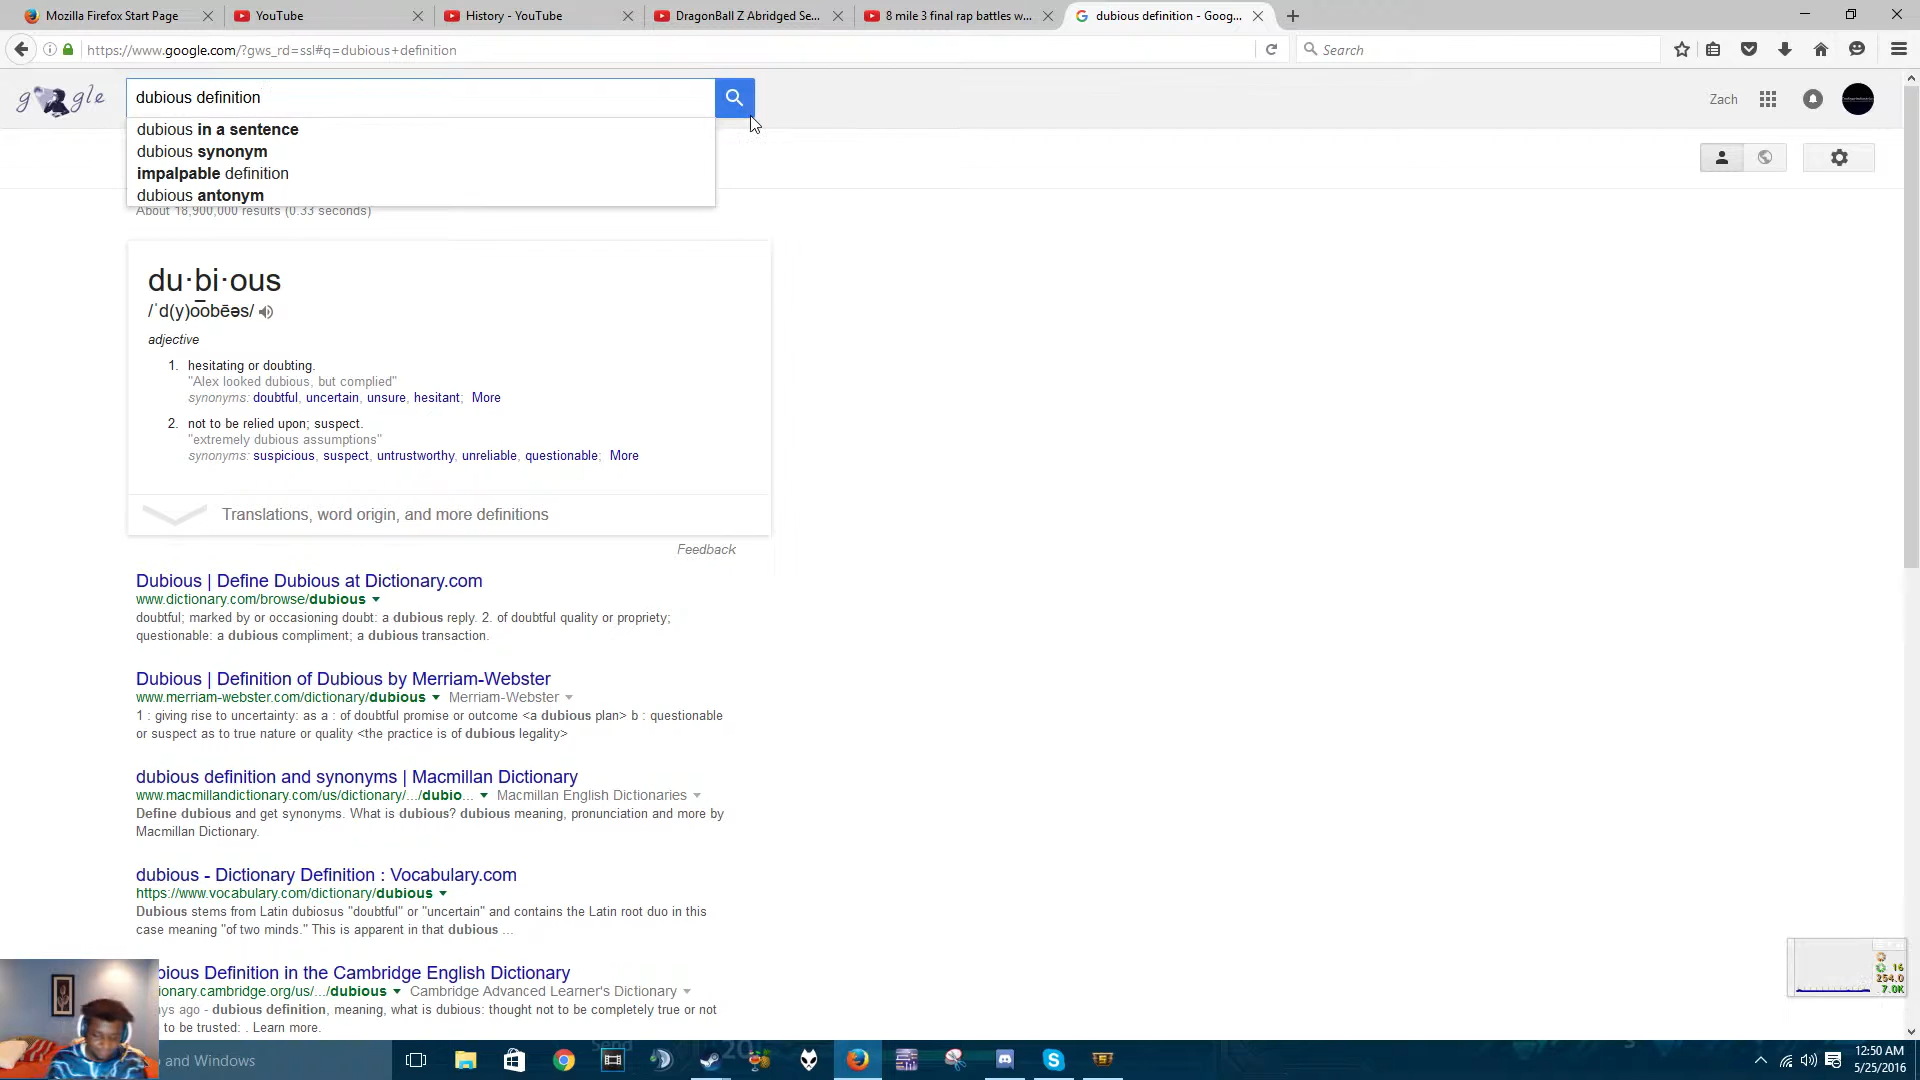 Mozilla Firefox Start Page
YouTube
History - YouTube
DragonBall Z Abridged Se...
8 mile 3 final rap battles w...
dubious definition - Goog...
https://www.google.com/?gws_rd=ssl#q=dubious+definition
Search
google
dubious definition
Zach
dubious in a sentence
dubious synonym
impalpable definition
dubious antonym
About 18,900,000 results (0.33 seconds)
du·bi·ous
/ˈd(y)o͞obēəs/
adjective
1. hesitating or doubting.
"Alex looked dubious, but complied"
synonyms: doubtful, uncertain, unsure, hesitant; More
2. not to be relied upon; suspect.
"extremely dubious assumptions"
synonyms: suspicious, suspect, untrustworthy, unreliable, questionable; More
Translations, word origin, and more definitions
Feedback
Dubious | Define Dubious at Dictionary.com
www.dictionary.com/browse/dubious
doubtful; marked by or occasioning doubt: a dubious reply. 2. of doubtful quality or propriety;
questionable: a dubious compliment; a dubious transaction.
Dubious | Definition of Dubious by Merriam-Webster
www.merriam-webster.com/dictionary/dubious Merriam-Webster
1 : giving rise to uncertainty: as a : of doubtful promise or outcome <a dubious plan> b : questionable
or suspect as to true nature or quality <the practice is of dubious legality>
dubious definition and synonyms | Macmillan Dictionary
www.macmillandictionary.com/us/dictionary/.../dubio... Macmillan English Dictionaries
Define dubious and get synonyms. What is dubious? dubious meaning, pronunciation and more by
Macmillan Dictionary.
dubious - Dictionary Definition : Vocabulary.com
https://www.vocabulary.com/dictionary/dubious
Dubious stems from Latin dubiosus "doubtful" or "uncertain" and contains the Latin root duo in this
case meaning "of two minds." This is apparent in that dubious ...
bious Definition in the Cambridge English Dictionary
ionary.cambridge.org/us/.../dubious Cambridge Advanced Learner's Dictionary
ys ago - dubious definition, meaning, what is dubious: thought not to be completely true or not
to be trusted: . Learn more.
16
254.0
7.0K
and Windows
12:50 AM
5/25/2016